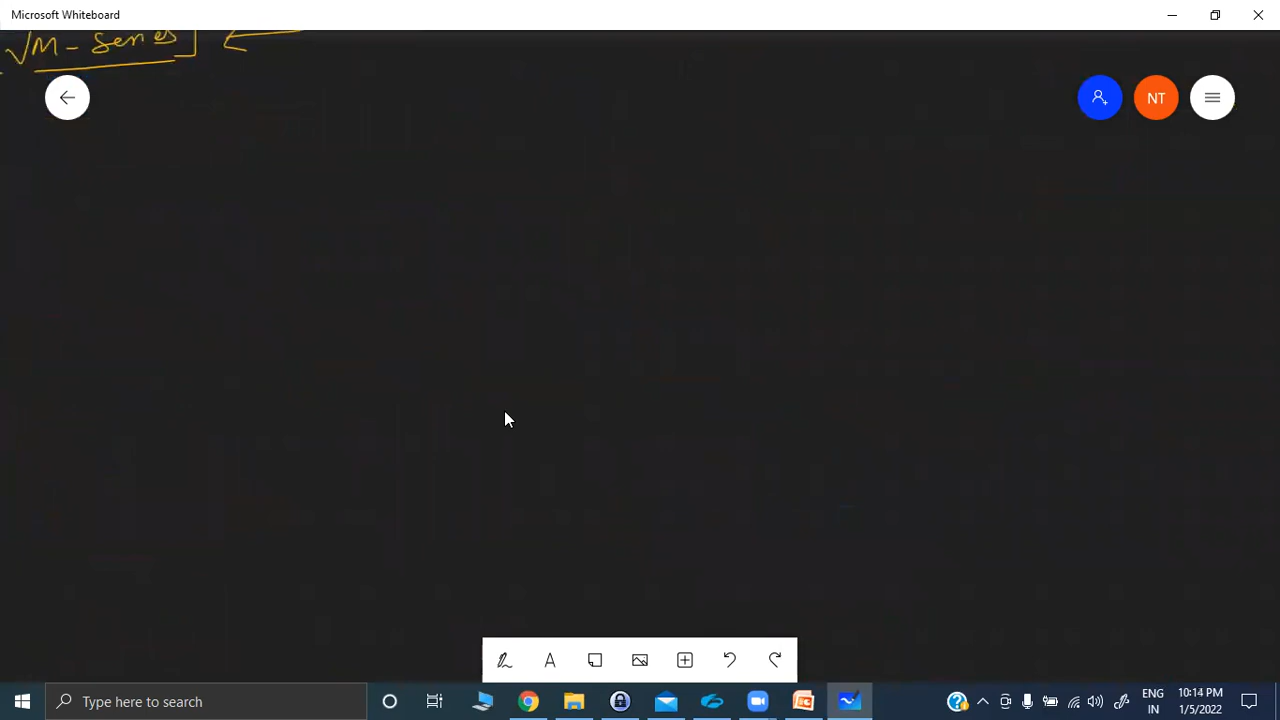 Microsoft Whiteboard
√M - Series]
NT
Type here to search
ENG
IN
10:14 PM
1/5/2022